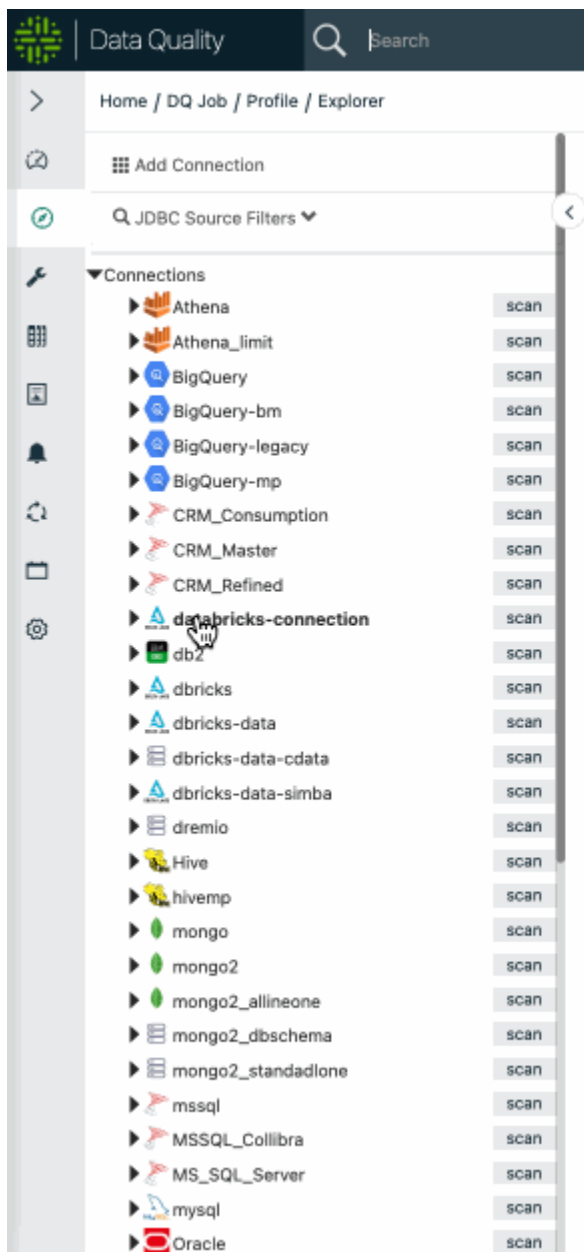 Data Quality
Search
Home / DQ Job / Profile / Explorer
Add Connection
JDBC Source Filters
Connections
Athena scan
Athena_limit scan
BigQuery scan
BigQuery-bm scan
BigQuery-legacy scan
BigQuery-mp scan
CRM_Consumption scan
CRM_Master scan
CRM_Refined scan
databricks-connection scan
db2 scan
dbricks scan
dbricks-data scan
dbricks-data-cdata scan
dbricks-data-simba scan
dremio scan
Hive scan
hivemp scan
mongo scan
mongo2 scan
mongo2_allineone scan
mongo2_dbschema scan
mongo2_standadlone scan
mssql scan
MSSQL_Collibra scan
MS_SQL_Server scan
mysql scan
Oracle scan